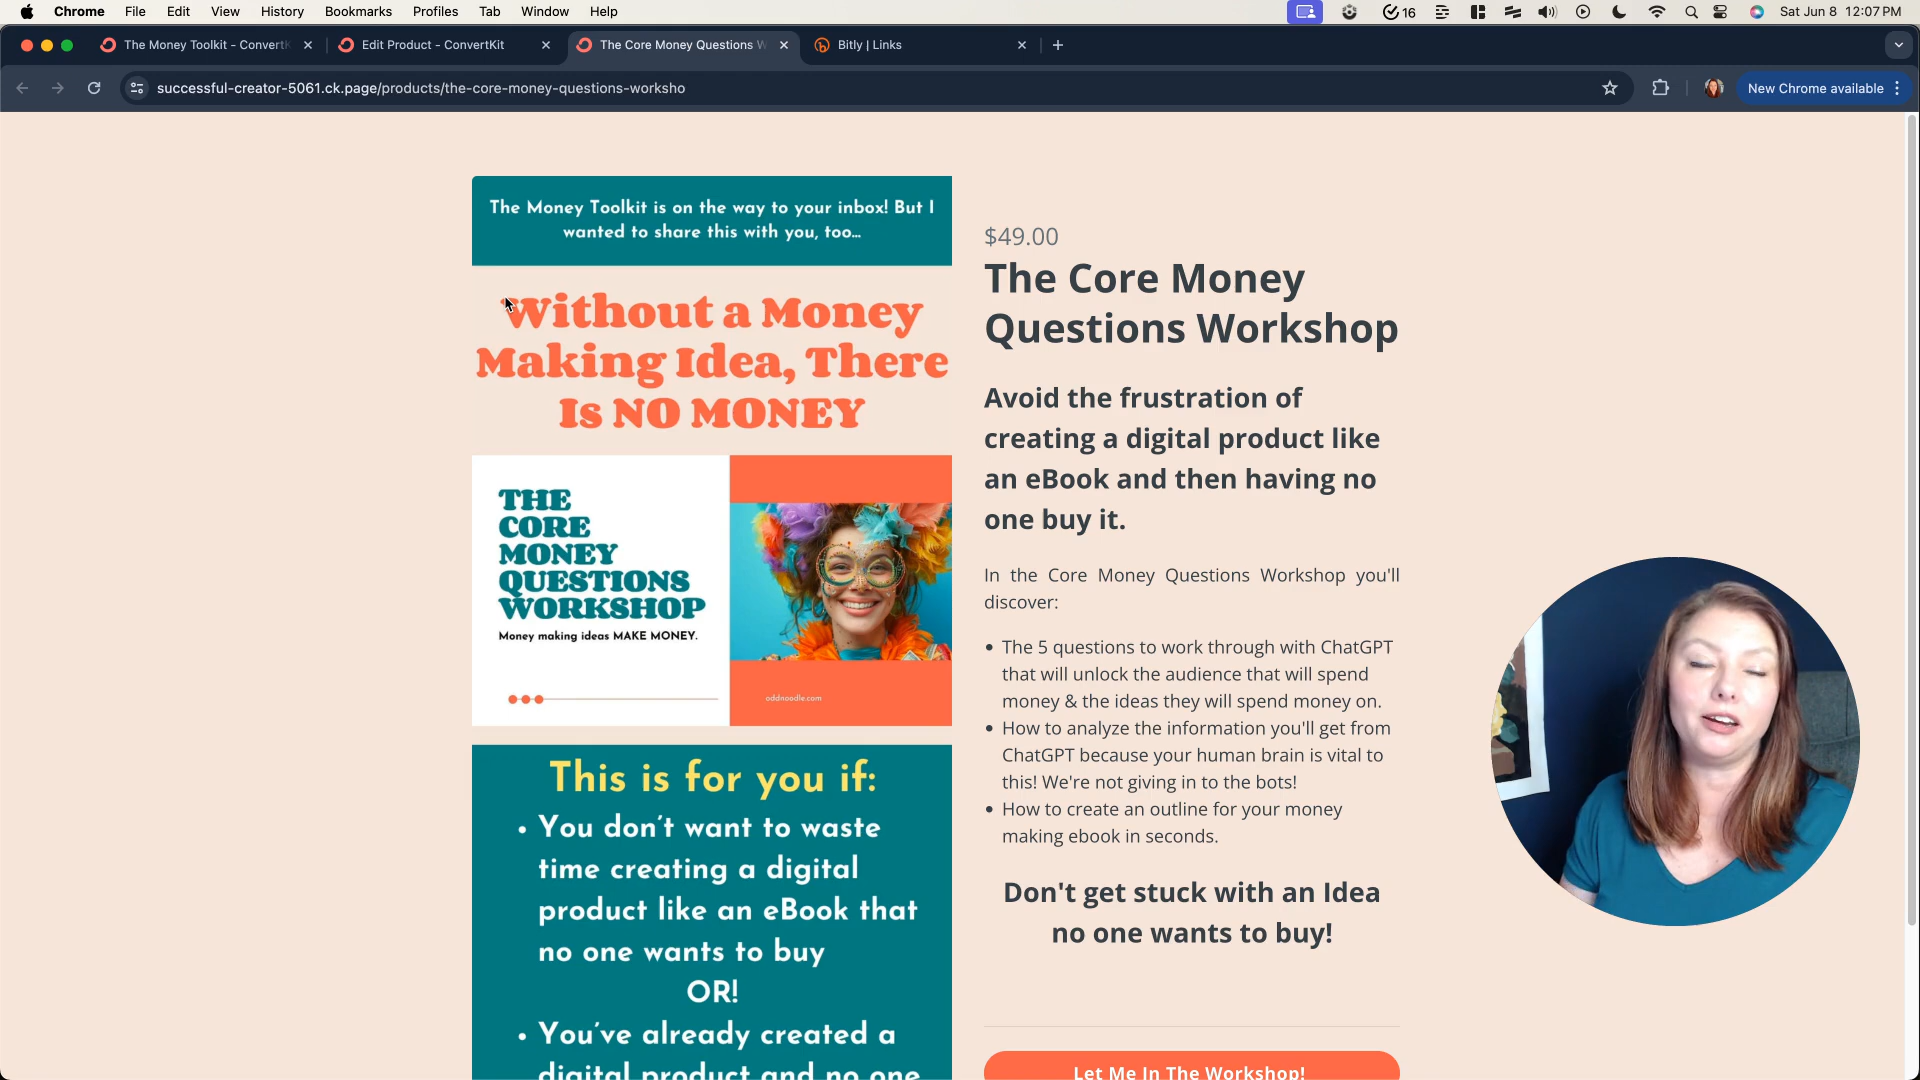 Chrome File Edit View History Bookmarks Profiles Tab Window Help
16
Sat Jun 8 12:07 PM
The Money Toolkit - ConvertK
Edit Product - ConvertKit
The Core Money Questions W
Bitly | Links
successful-creator-5061.ck.page/products/the-core-money-questions-worksho
New Chrome available
The Money Toolkit is on the way to your inbox! But I
wanted to share this with you, too...
Without a Money
Making Idea, There
Is NO MONEY
THE
CORE
MONEY
QUESTIONS
WORKSHOP
Money making ideas MAKE MONEY.
oddnoodle.com
This is for you if:
• You don't want to waste
time creating a digital
product like an eBook that
no one wants to buy
OR!
• You've already created a
digital product and no one
$49.00
The Core Money
Questions Workshop
Avoid the frustration of
creating a digital product like
an eBook and then having no
one buy it.
In the Core Money Questions Workshop you'll
discover:
• The 5 questions to work through with ChatGPT
that will unlock the audience that will spend
money & the ideas they will spend money on.
• How to analyze the information you'll get from
ChatGPT because your human brain is vital to
this! We're not giving in to the bots!
• How to create an outline for your money
making ebook in seconds.
Don't get stuck with an Idea
no one wants to buy!
Let Me In The Workshop!